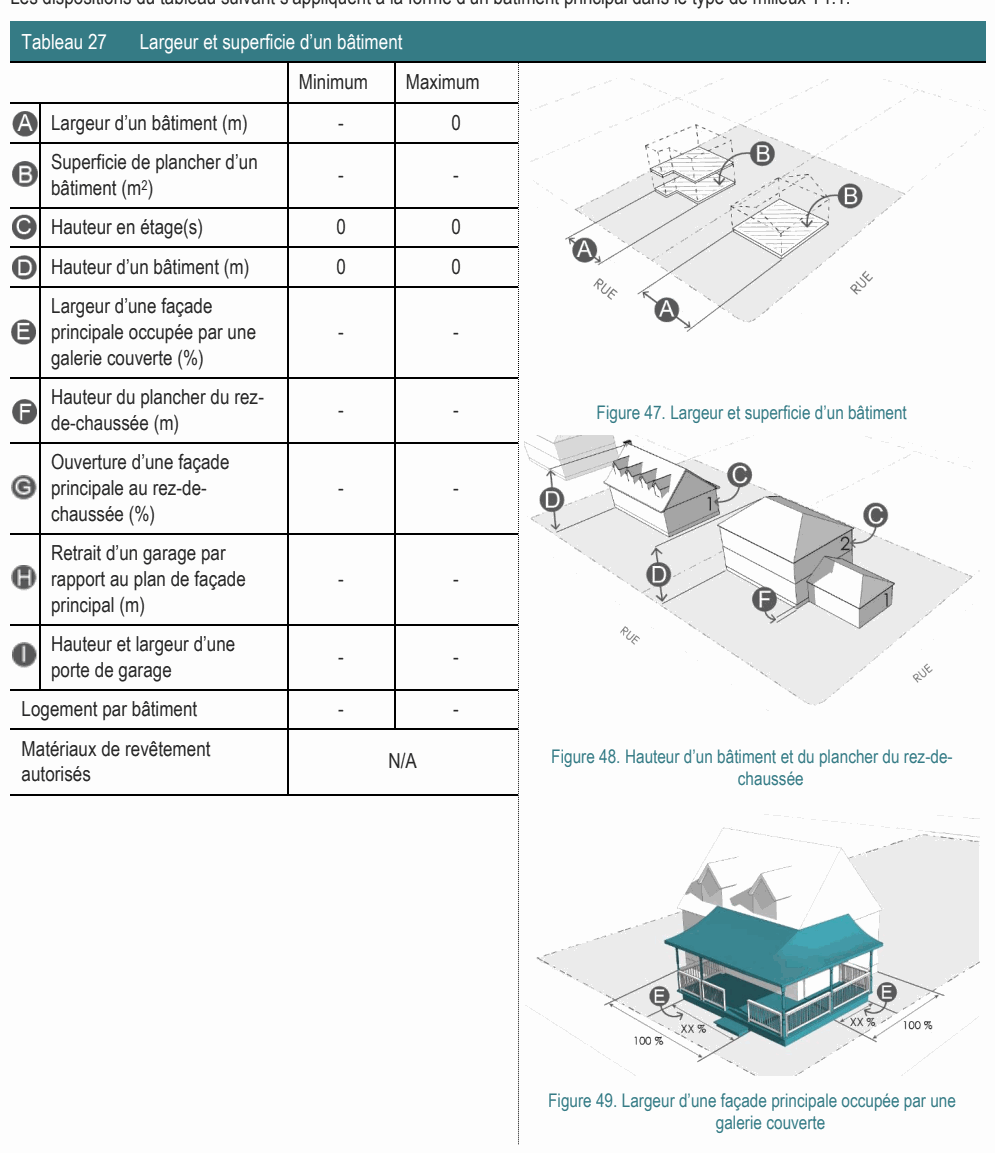 Les dispositions du tableau suivant s'appliquent à la forme d'un bâtiment principal dans le type de milieux T1.1.
Tableau 27 Largeur et superficie d'un bâtiment
Minimum Maximum
A Largeur d'un bâtiment (m) - 0
B Superficie de plancher d'un
bâtiment (m2) - -
C Hauteur en étage(s) 0 0
D Hauteur d'un bâtiment (m) 0 0
E Largeur d'une façade
principale occupée par une
galerie couverte (%) - -
F Hauteur du plancher du rez-
de-chaussée (m) - -
G Ouverture d'une façade
principale au rez-de-
chaussée (%) - -
H Retrait d'un garage par
rapport au plan de façade
principal (m) - -
I Hauteur et largeur d'une
porte de garage - -
Logement par bâtiment - -
Matériaux de revêtement
autorisés N/A
B
B
A
A
RUE
RUE
Figure 47. Largeur et superficie d'un bâtiment
C
D
1
C
2
D
F
1
RUE
RUE
Figure 48. Hauteur d'un bâtiment et du plancher du rez-de-
chaussée
E
E
XX %
XX %
100 %
100 %
Figure 49. Largeur d'une façade principale occupée par une
galerie couverte